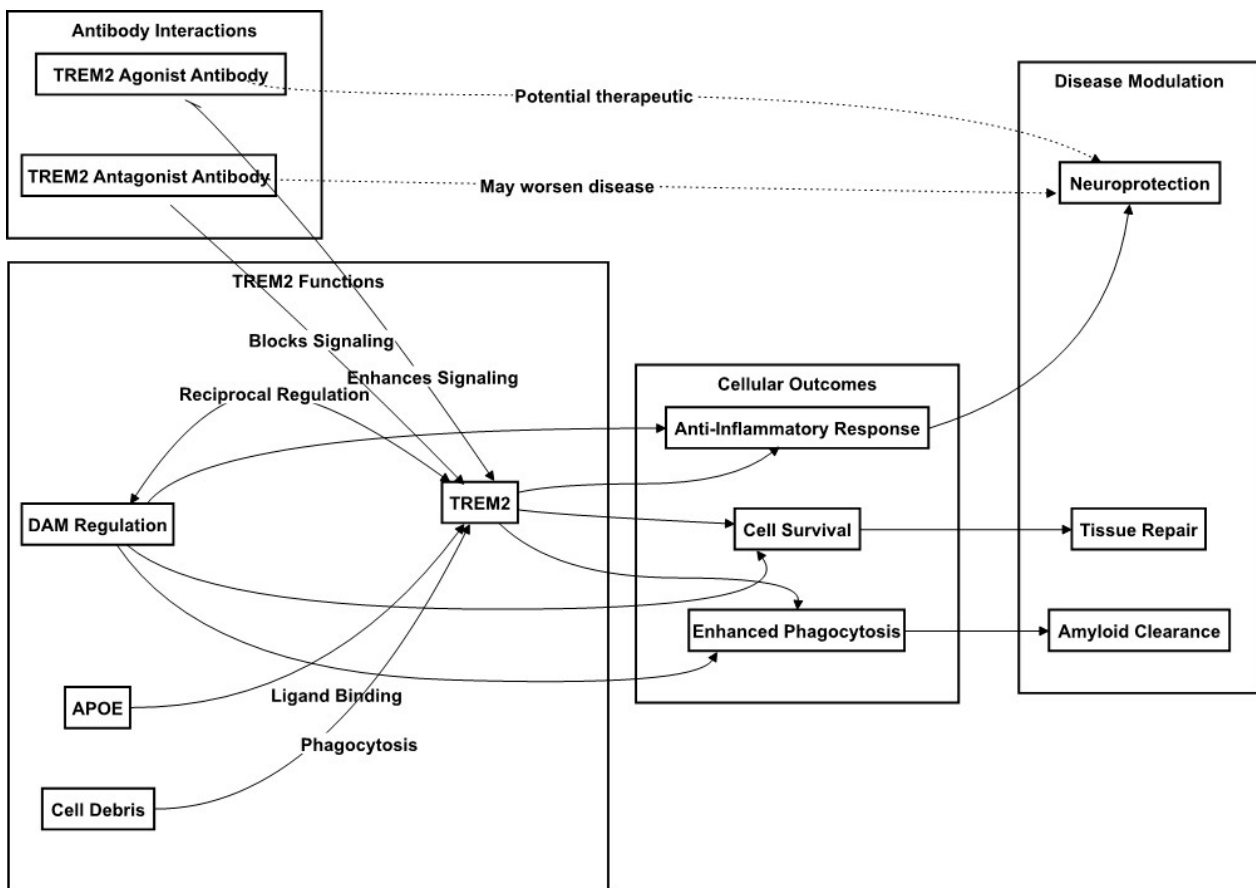 Antibody Interactions
TREM2 Agonist Antibody
TREM2 Antagonist Antibody
Potential therapeutic
May worsen disease
Disease Modulation
Neuroprotection
TREM2 Functions
Blocks Signaling
Enhances Signaling
Reciprocal Regulation
TREM2
DAM Regulation
APOE
Ligand Binding
Phagocytosis
Cell Debris
Cellular Outcomes
Anti-Inflammatory Response
Cell Survival
Enhanced Phagocytosis
Tissue Repair
Amyloid Clearance